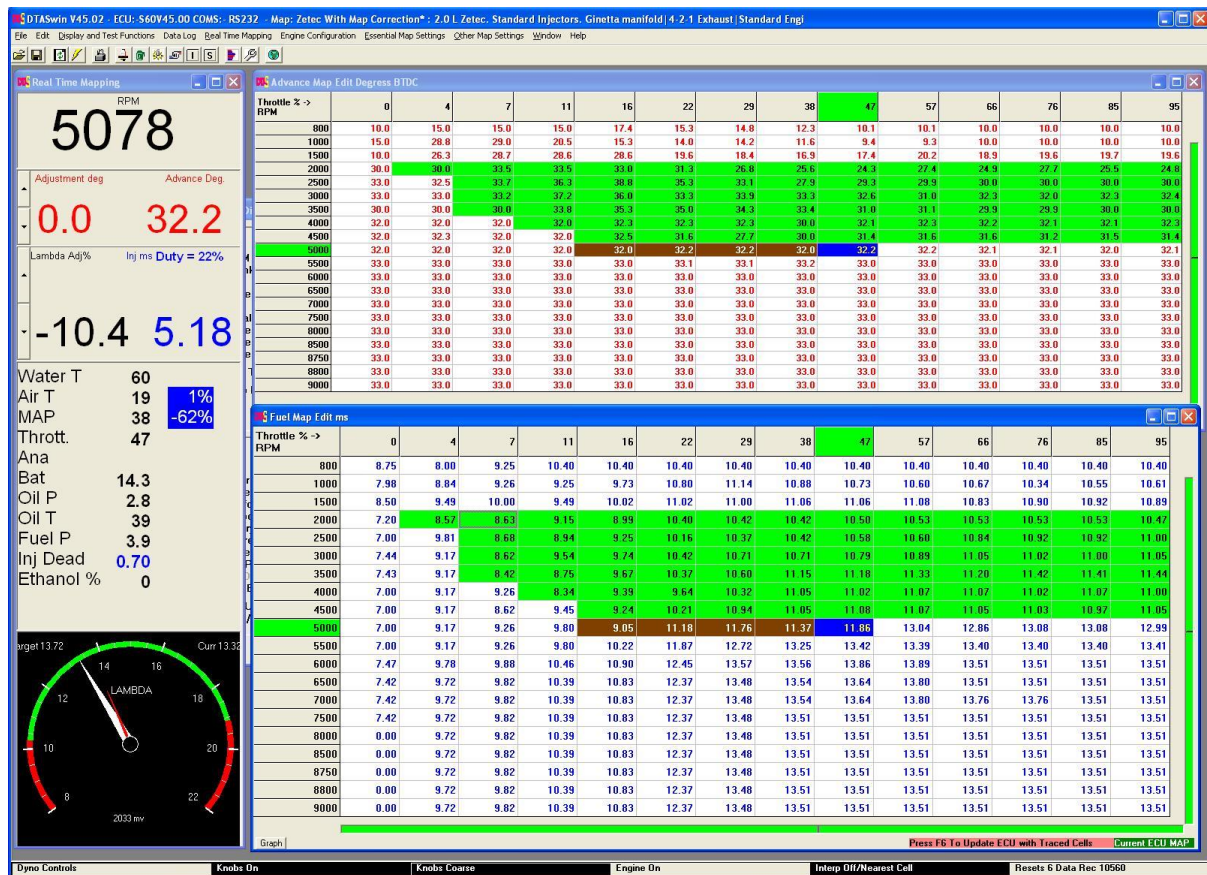 DTASwin V45.02 - ECU:-S60V45.00 COMS:- RS232 - Map: Zetec With Map Correction* : 2.0 L Zetec. Standard Injectors. Ginetta manifold|4-2-1 Exhaust|Standard Engi
File Edit Display and Test Functions Data Log Real Time Mapping Engine Configuration Essential Map Settings Other Map Settings Window Help
Real Time Mapping
RPM
5078
Adjustment deg Advance Deg.
0.0 32.2
Lambda Adj% Inj ms Duty = 22%
-10.4 5.18
Water T 60
Air T 19 1%
MAP 38 -62%
Thrott. 47
Ana
Bat 14.3
Oil P 2.8
Oil T 39
Fuel P 3.9
Inj Dead 0.70
Ethanol % 0
arget 13.72 Curr 13.32
LAMBDA
8 10 12 14 16 18 20 22
2033 mv
Advance Map Edit Degress BTDC
Throttle % -> 0 4 7 11 16 22 29 38 47 57 66 76 85 95
RPM
800 10.0 15.0 15.0 15.0 17.4 15.3 14.8 12.3 10.1 10.1 10.0 10.0 10.0 10.0
1000 15.0 28.8 29.0 20.5 15.3 14.0 14.2 11.6 9.4 9.3 10.0 10.0 10.0 10.0
1500 10.0 26.3 28.7 28.6 28.6 19.6 18.4 16.9 17.4 20.2 18.9 19.6 19.7 19.6
2000 30.0 30.0 33.5 33.5 33.0 31.3 26.8 25.6 24.3 27.4 24.9 27.7 25.5 24.8
2500 33.0 32.5 33.7 36.3 38.8 35.3 33.1 27.9 29.3 29.9 30.0 30.0 30.0 30.0
3000 33.0 33.0 33.2 37.2 36.0 33.3 33.9 33.3 32.6 31.0 32.3 32.0 32.3 32.4
3500 30.0 30.0 30.0 33.8 35.3 35.0 34.3 33.4 31.0 31.1 29.9 29.9 30.0 30.0
4000 32.0 32.0 32.0 32.0 32.3 32.3 32.3 30.0 32.1 32.3 32.2 32.1 32.1 32.3
4500 32.0 32.3 32.0 32.0 32.5 31.6 27.7 30.0 31.4 31.6 31.6 31.2 31.5 31.4
5000 32.0 32.0 32.0 32.0 32.0 32.2 32.2 32.0 32.2 32.2 32.1 32.1 32.0 32.1
5500 33.0 33.0 33.0 33.0 33.0 33.1 33.1 33.2 33.0 33.0 33.0 33.0 33.0 33.0
6000 33.0 33.0 33.0 33.0 33.0 33.0 33.0 33.0 33.0 33.0 33.0 33.0 33.0 33.0
6500 33.0 33.0 33.0 33.0 33.0 33.0 33.0 33.0 33.0 33.0 33.0 33.0 33.0 33.0
7000 33.0 33.0 33.0 33.0 33.0 33.0 33.0 33.0 33.0 33.0 33.0 33.0 33.0 33.0
7500 33.0 33.0 33.0 33.0 33.0 33.0 33.0 33.0 33.0 33.0 33.0 33.0 33.0 33.0
8000 33.0 33.0 33.0 33.0 33.0 33.0 33.0 33.0 33.0 33.0 33.0 33.0 33.0 33.0
8500 33.0 33.0 33.0 33.0 33.0 33.0 33.0 33.0 33.0 33.0 33.0 33.0 33.0 33.0
8750 33.0 33.0 33.0 33.0 33.0 33.0 33.0 33.0 33.0 33.0 33.0 33.0 33.0 33.0
8800 33.0 33.0 33.0 33.0 33.0 33.0 33.0 33.0 33.0 33.0 33.0 33.0 33.0 33.0
9000 33.0 33.0 33.0 33.0 33.0 33.0 33.0 33.0 33.0 33.0 33.0 33.0 33.0 33.0
Fuel Map Edit ms
Throttle % -> 0 4 7 11 16 22 29 38 47 57 66 76 85 95
RPM
800 8.75 8.00 9.25 10.40 10.40 10.40 10.40 10.40 10.40 10.40 10.40 10.40 10.40 10.40
1000 7.98 8.84 9.26 9.25 9.73 10.80 11.14 10.88 10.73 10.60 10.67 10.34 10.55 10.61
1500 8.50 9.49 10.00 9.49 10.02 11.02 11.00 11.06 11.06 11.08 10.83 10.90 10.92 10.89
2000 7.20 8.57 8.63 9.15 8.99 10.40 10.42 10.42 10.50 10.53 10.53 10.53 10.53 10.47
2500 7.00 9.81 8.68 8.94 9.25 10.16 10.37 10.42 10.58 10.60 10.84 10.92 10.92 11.00
3000 7.44 9.17 8.62 9.54 9.74 10.42 10.71 10.71 10.79 10.89 11.05 11.02 11.00 11.05
3500 7.43 9.17 8.42 8.75 9.67 10.37 10.60 11.15 11.18 11.33 11.20 11.42 11.41 11.44
4000 7.00 9.17 9.26 8.34 9.39 9.64 10.32 11.05 11.02 11.07 11.07 11.02 11.07 11.00
4500 7.00 9.17 8.62 9.45 9.24 10.21 10.94 11.05 11.08 11.07 11.05 11.03 10.97 11.05
5000 7.00 9.17 9.26 9.80 9.05 11.18 11.76 11.37 11.86 13.04 12.86 13.08 13.08 12.99
5500 7.00 9.17 9.26 9.80 10.22 11.87 12.72 13.25 13.42 13.39 13.40 13.40 13.40 13.41
6000 7.47 9.78 9.88 10.46 10.90 12.45 13.57 13.56 13.86 13.89 13.51 13.51 13.51 13.51
6500 7.42 9.72 9.82 10.39 10.83 12.37 13.48 13.54 13.64 13.80 13.51 13.51 13.51 13.51
7000 7.42 9.72 9.82 10.39 10.83 12.37 13.48 13.54 13.64 13.80 13.76 13.76 13.51 13.51
7500 7.42 9.72 9.82 10.39 10.83 12.37 13.48 13.51 13.51 13.51 13.51 13.51 13.51 13.51
8000 0.00 9.72 9.82 10.39 10.83 12.37 13.48 13.51 13.51 13.51 13.51 13.51 13.51 13.51
8500 0.00 9.72 9.82 10.39 10.83 12.37 13.48 13.51 13.51 13.51 13.51 13.51 13.51 13.51
8750 0.00 9.72 9.82 10.39 10.83 12.37 13.48 13.51 13.51 13.51 13.51 13.51 13.51 13.51
8800 0.00 9.72 9.82 10.39 10.83 12.37 13.48 13.51 13.51 13.51 13.51 13.51 13.51 13.51
9000 0.00 9.72 9.82 10.39 10.83 12.37 13.48 13.51 13.51 13.51 13.51 13.51 13.51 13.51
Graph Press F6 To Update ECU with Traced Cells Current ECU MAP
Dyno Controls Knobs On Knobs Coarse Engine On Interp Off/Nearest Cell Resets 6 Data Rec 10560